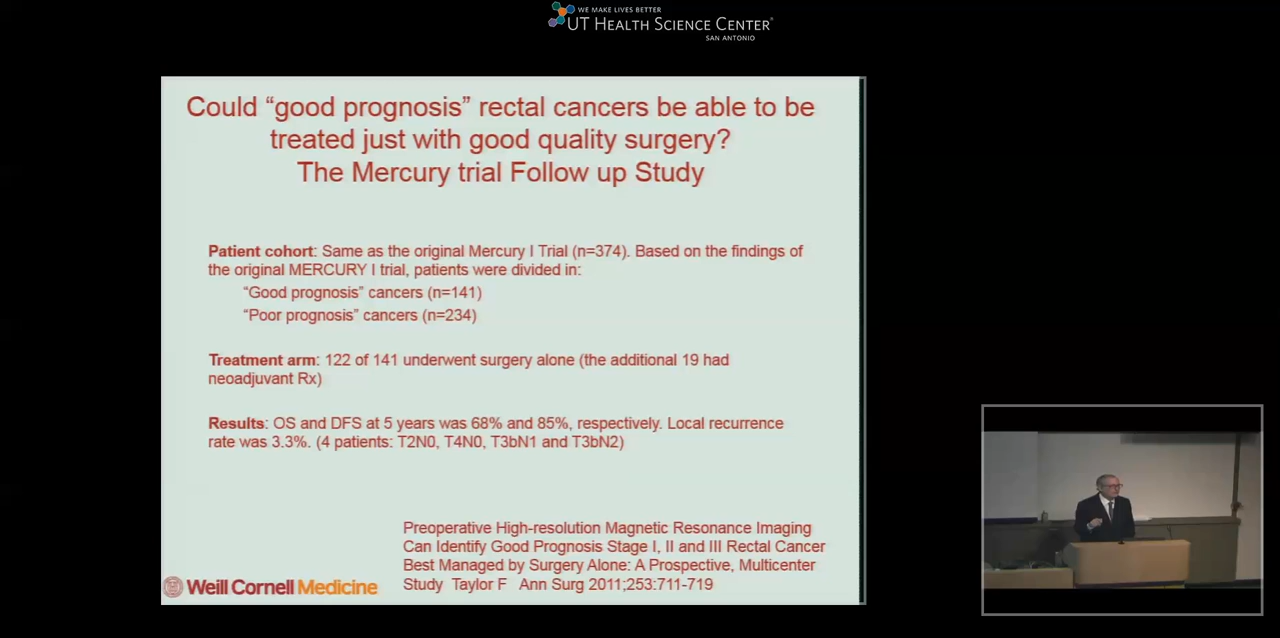 WE MAKE LIVES BETTER
UT HEALTH SCIENCE CENTER®
SAN ANTONIO
Could “good prognosis” rectal cancers be able to be
treated just with good quality surgery?
The Mercury trial Follow up Study
Patient cohort: Same as the original Mercury I Trial (n=374). Based on the findings of
the original MERCURY I trial, patients were divided in:
“Good prognosis” cancers (n=141)
“Poor prognosis” cancers (n=234)
Treatment arm: 122 of 141 underwent surgery alone (the additional 19 had
neoadjuvant Rx)
Results: OS and DFS at 5 years was 68% and 85%, respectively. Local recurrence
rate was 3.3%. (4 patients: T2N0, T4N0, T3bN1 and T3bN2)
Preoperative High-resolution Magnetic Resonance Imaging
Can Identify Good Prognosis Stage I, II and III Rectal Cancer
Best Managed by Surgery Alone: A Prospective, Multicenter
Study Taylor F Ann Surg 2011;253:711-719
Weill Cornell Medicine